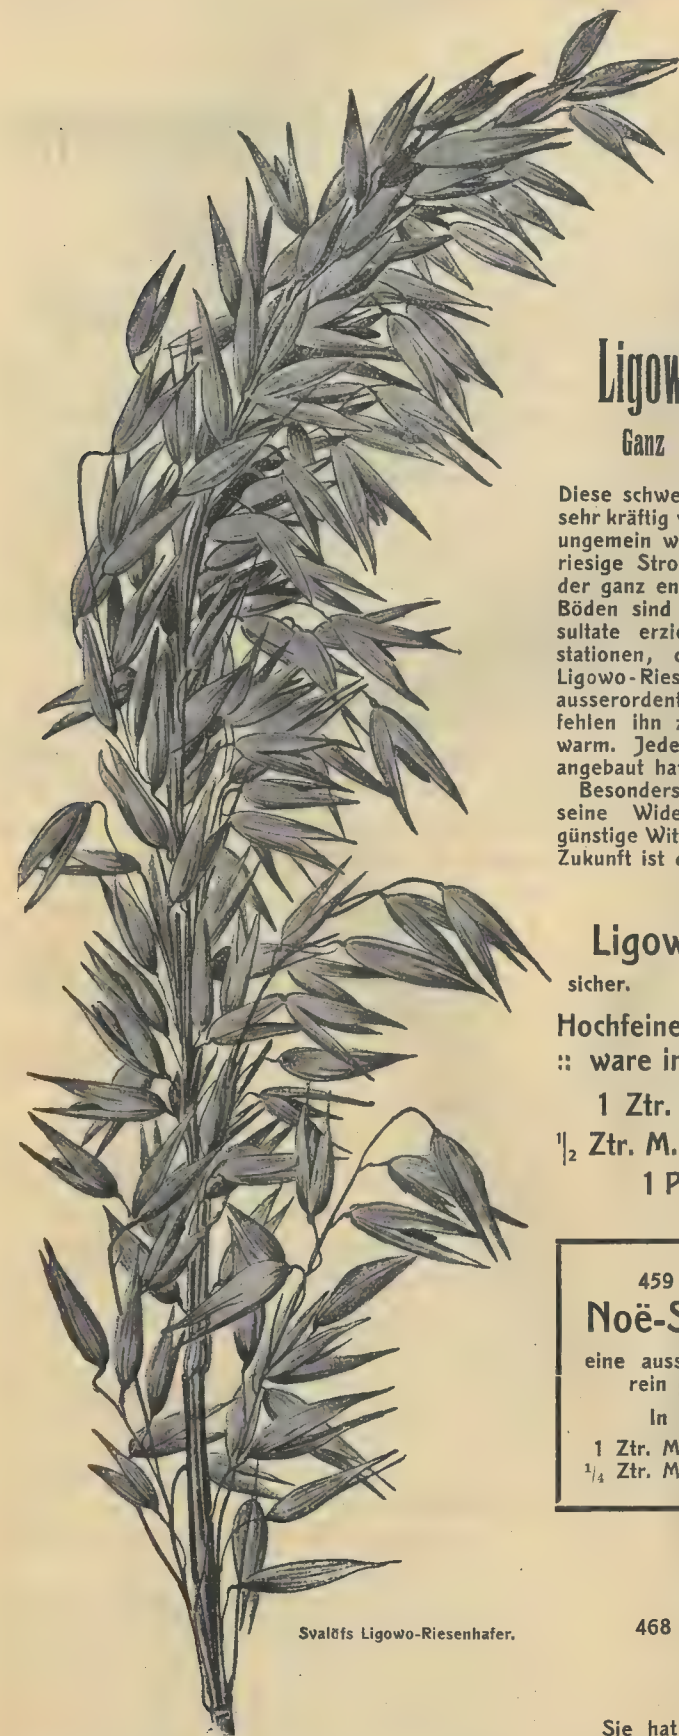 Ligow
Ganz
Diese schwe
sehr kräftig
ungemein w
riesige Stro
der ganz en
Böden sind
sultate erzi
stationen,
Ligowo-Ries
ausserordent
fehlen ihn
warm. Jede
angebaut ha
Besonders
seine Wide
günstige Wit
Zukunft ist
Ligow
sicher.
Hochfeine
:: ware in
1 Ztr.
1/2 Ztr. M.
1 P
459
Noë-S
eine auss
rein
In
1 Ztr. M
1/4 Ztr. M
Svalöfs Ligowo-Riesenhafer.
468
Sie hat